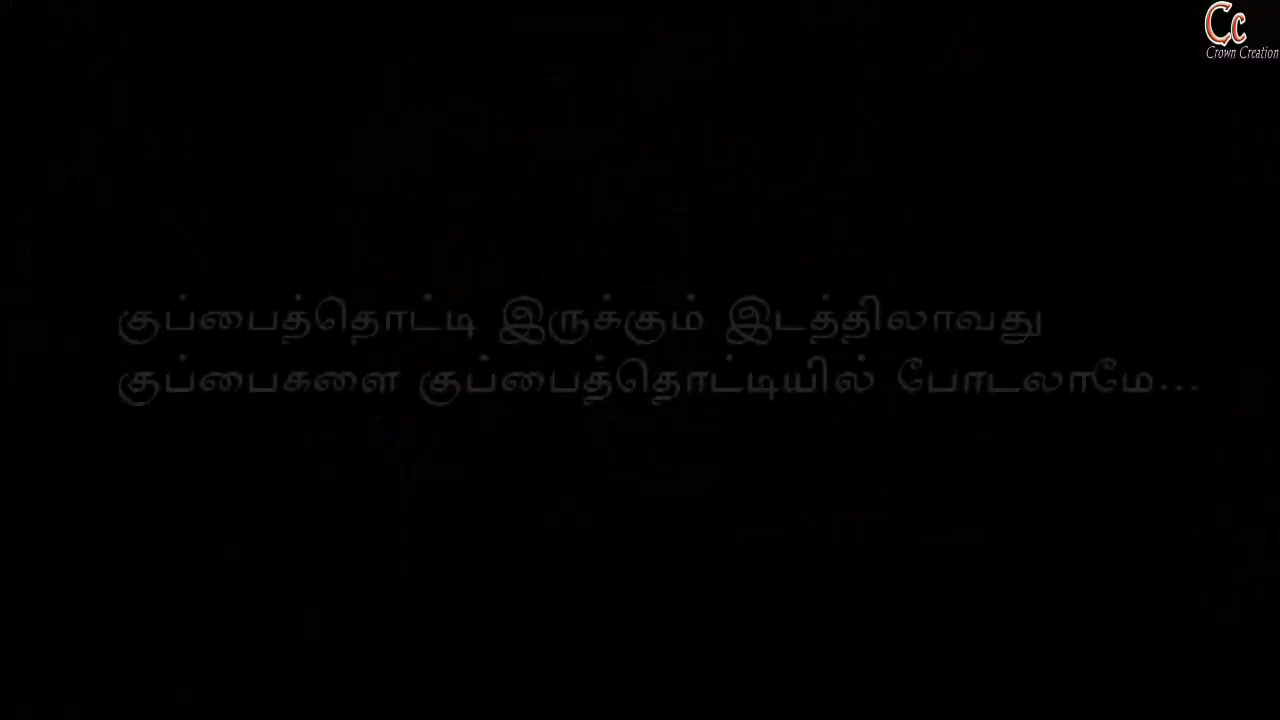 Cc
Crown Creation
குப்பைத்தொட்டி இருக்கும் இடத்திலாவது
குப்பைகளை குப்பைத்தொட்டியில் போடலாமே...